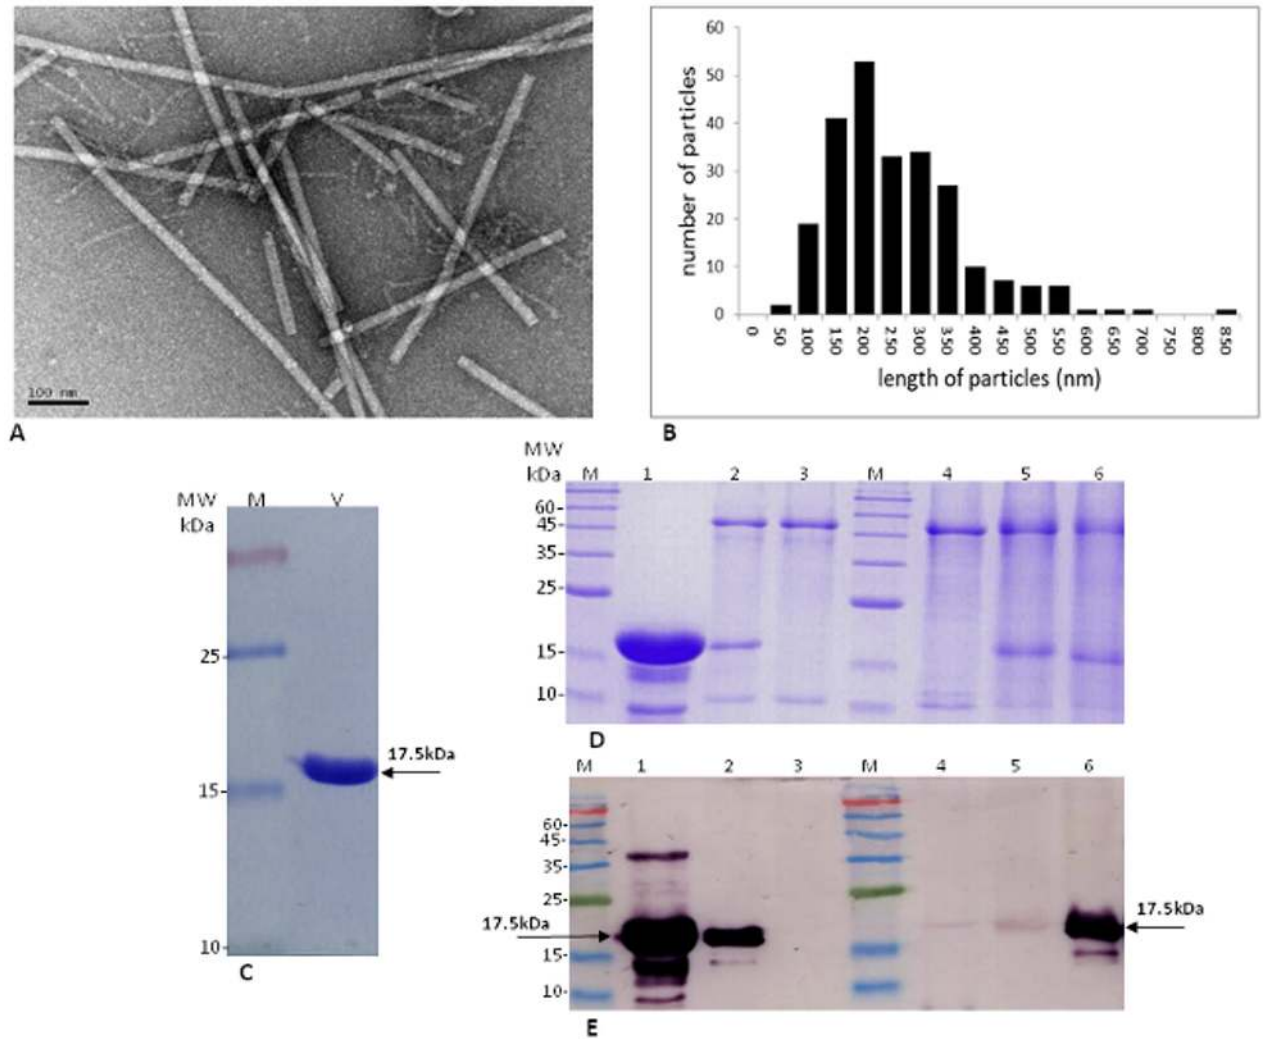 100 nm
A
number of particles
60
50
40
30
20
10
0
0 50 100 150 200 250 300 350 400 450 500 550 600 650 700 750 800 850
length of particles (nm)
B
MW M V
kDa
25-
17.5kDa
15-
10-
C
MW
kDa M 1 2 3 M 4 5 6
60-
45-
35-
25-
15-
10-
D
M 1 2 3 M 4 5 6
60-
45-
35-
25-
17.5kDa
17.5kDa
15-
10-
E